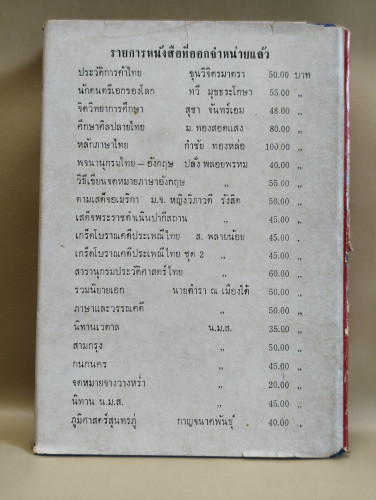 รายการหนังสือที่ออกจำหน่ายแล้ว
ประวัติการค้าไทย ขุนวิจิตรมาตรา 50.00 บาท
นักดนตรีเอกของโลก ทวี มุขธระโกษา 55.00 „
จิตวิทยาการศึกษา สุชา จันทร์เอม 48.00 „
ศึกษาศิลปลายไทย ม. ทองสอดแสง 80.00 „
หลักภาษาไทย กำชัย ทองหล่อ 100.00 „
พจนานุกรมไทย–อังกฤษ ปลั่ง พลอยพรหม 40.00 „
วิธีเขียนจดหมายภาษาอังกฤษ „ 55.00 „
ตามเสด็จอเมริกา ม.จ. หญิงวิภาวดี รังสิต 50.00 „
เสด็จพระราชดำเนินปากีสถาน „ 45.00 „
เกร็ดโบราณคดีประเพณีไทย ส. พลายน้อย 45.00 „
เกร็ดโบราณคดีประเพณีไทย ชุด 2 „ 45.00 „
สารานุกรมประวัติศาสตร์ไทย „ 60.00 „
รวมนิยายเอก นายตำรา ณ เมืองใต้ 50.00 „
ภาษาและวรรณคดี „ 50.00 „
นิทานเวตาล น.ม.ส. 35.00 „
สามกรุง „ 50.00 „
กนกนคร „ 45.00 „
จดหมายจางวางหร่ำ „ 20.00 „
นิทาน น.ม.ส. „ 45.00 „
ภูมิศาสตร์สุนทรภู่ กาญจนาคพันธุ์ 40.00 „